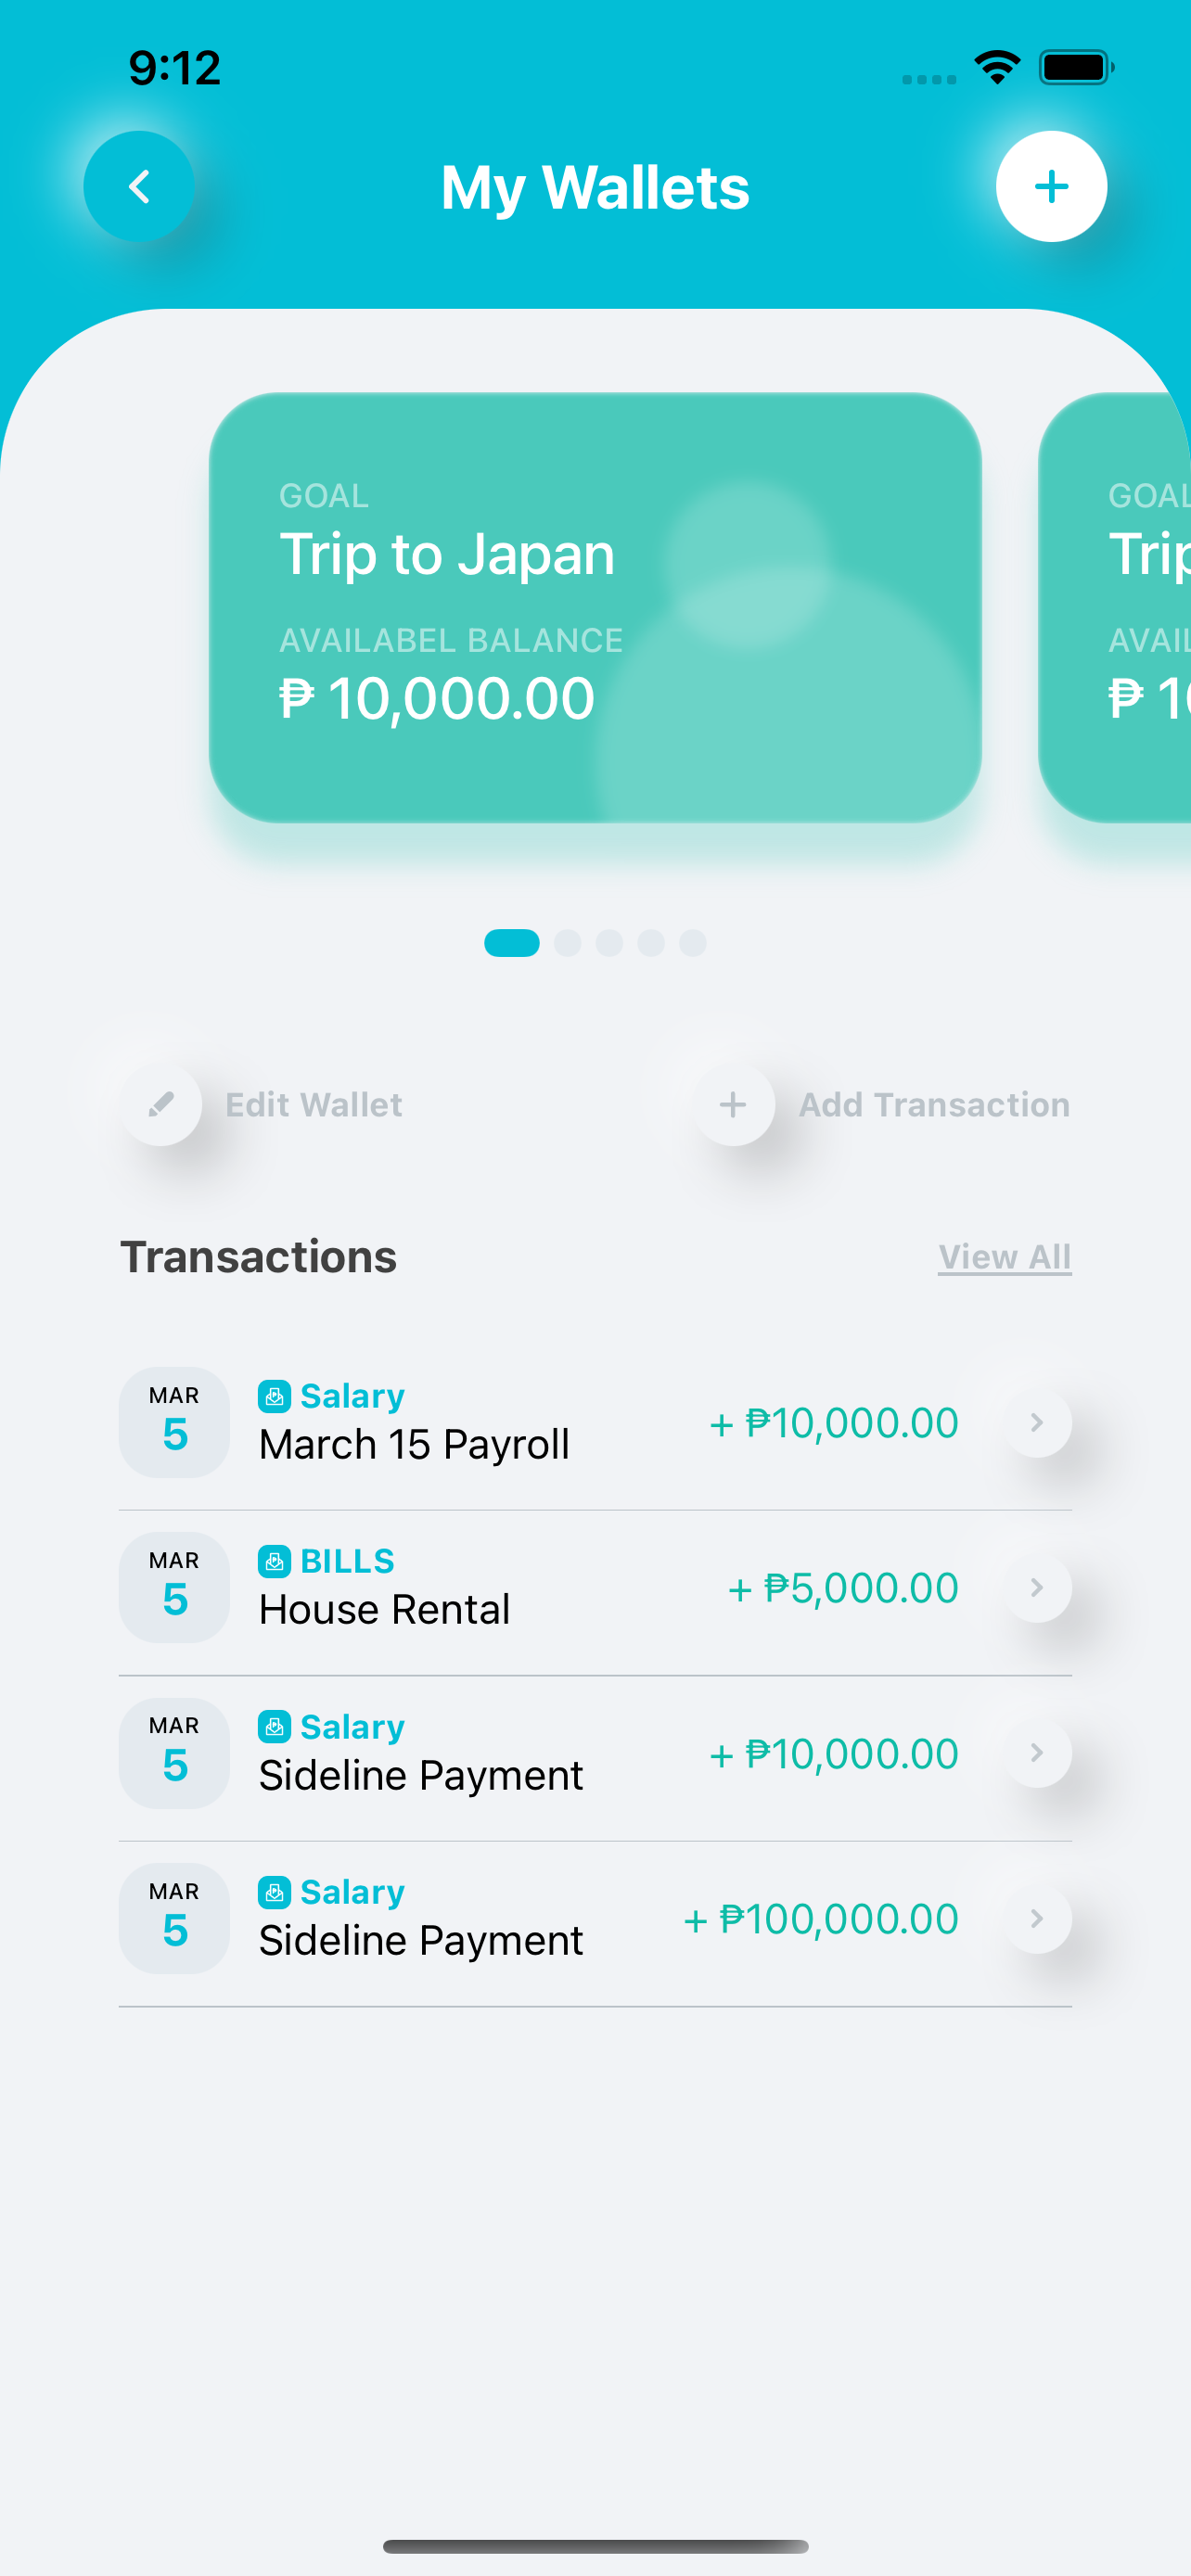 9:12
My Wallets
GOAL
Trip to Japan
AVAILABEL BALANCE
₱ 10,000.00
GOAL
Trip
AVAIL
₱ 10
Edit Wallet
Add Transaction
Transactions
View All
MAR
5
Salary
March 15 Payroll
+ ₱10,000.00
MAR
5
BILLS
House Rental
+ ₱5,000.00
MAR
5
Salary
Sideline Payment
+ ₱10,000.00
MAR
5
Salary
Sideline Payment
+ ₱100,000.00